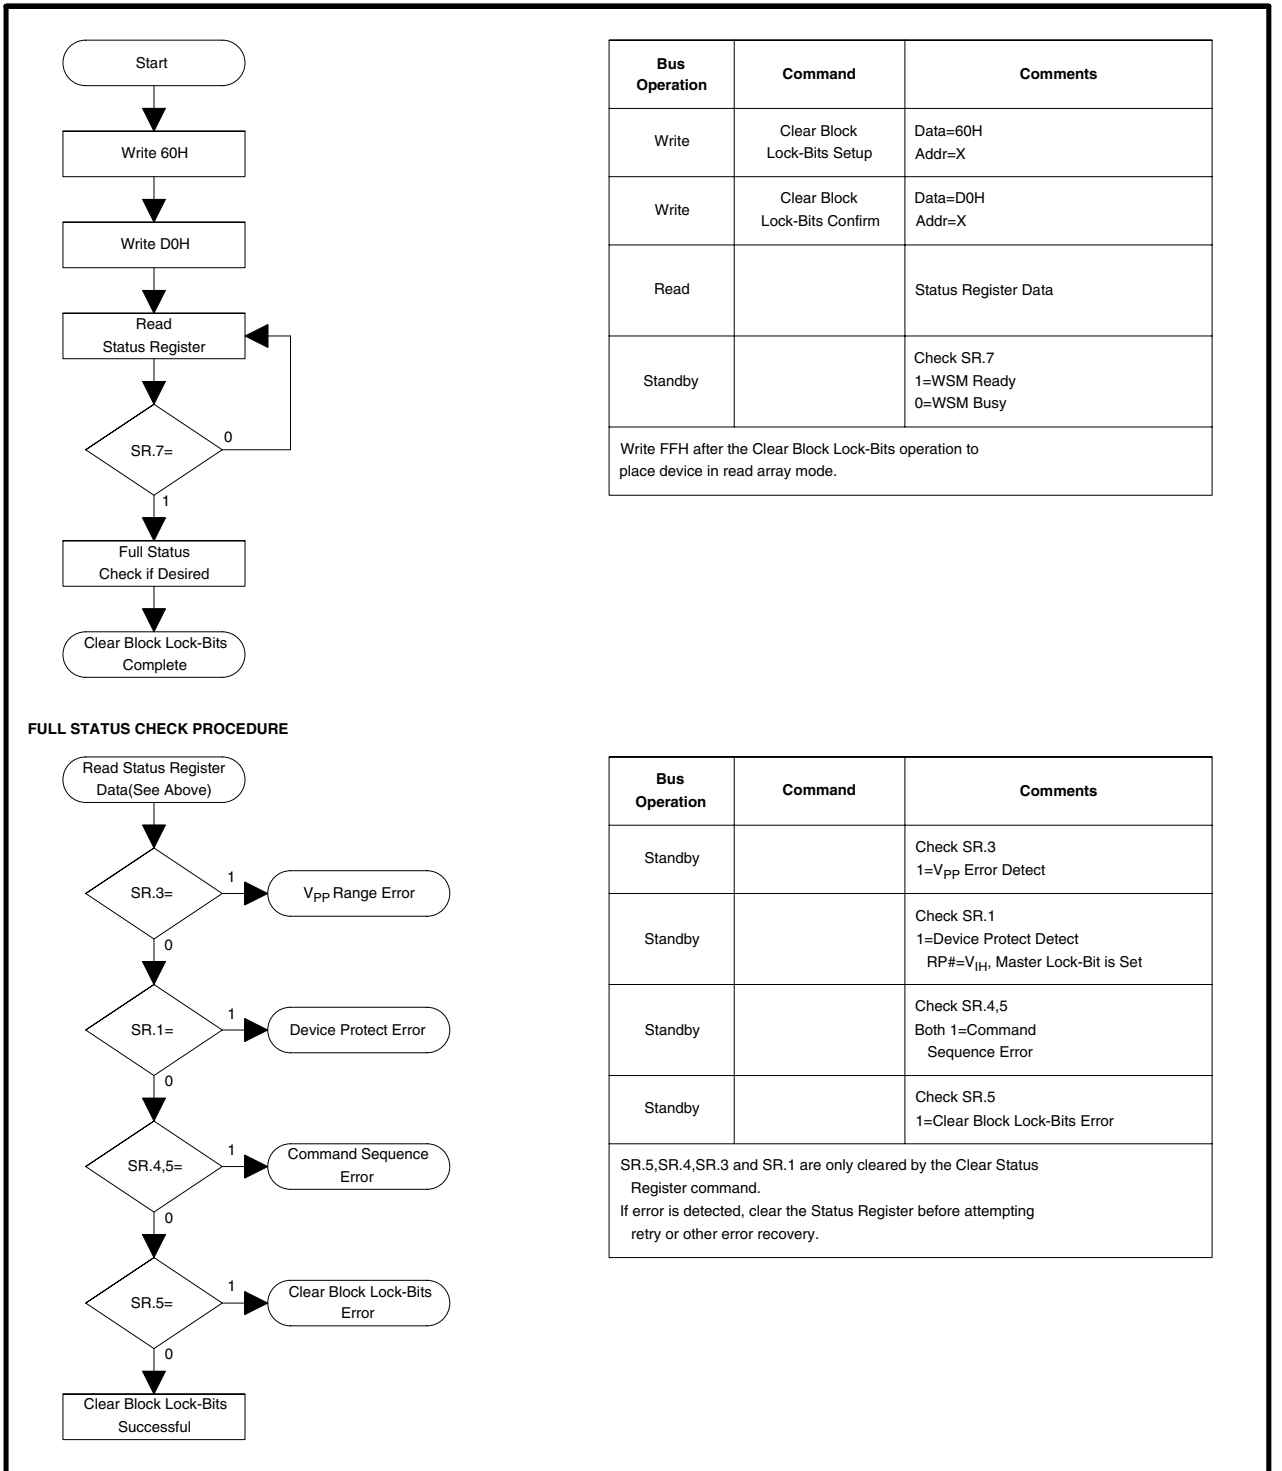 Start
Write 60H
Write D0H
Read
Status Register
SR.7=
0
1
Full Status
Check if Desired
Clear Block Lock-Bits
Complete
Bus
Operation
Command
Comments
Write
Clear Block
Lock-Bits Setup
Data=60H
Addr=X
Write
Clear Block
Lock-Bits Confirm
Data=D0H
Addr=X
Read
Status Register Data
Standby
Check SR.7
1=WSM Ready
0=WSM Busy
Write FFH after the Clear Block Lock-Bits operation to
place device in read array mode.
FULL STATUS CHECK PROCEDURE
Read Status Register
Data(See Above)
SR.3=
1
VPP Range Error
0
SR.1=
1
Device Protect Error
0
SR.4,5=
1
Command Sequence
Error
0
SR.5=
1
Clear Block Lock-Bits
Error
0
Clear Block Lock-Bits
Successful
Bus
Operation
Command
Comments
Standby
Check SR.3
1=VPP Error Detect
Standby
Check SR.1
1=Device Protect Detect
RP#=VIH, Master Lock-Bit is Set
Standby
Check SR.4,5
Both 1=Command
Sequence Error
Standby
Check SR.5
1=Clear Block Lock-Bits Error
SR.5,SR.4,SR.3 and SR.1 are only cleared by the Clear Status
Register command.
If error is detected, clear the Status Register before attempting
retry or other error recovery.